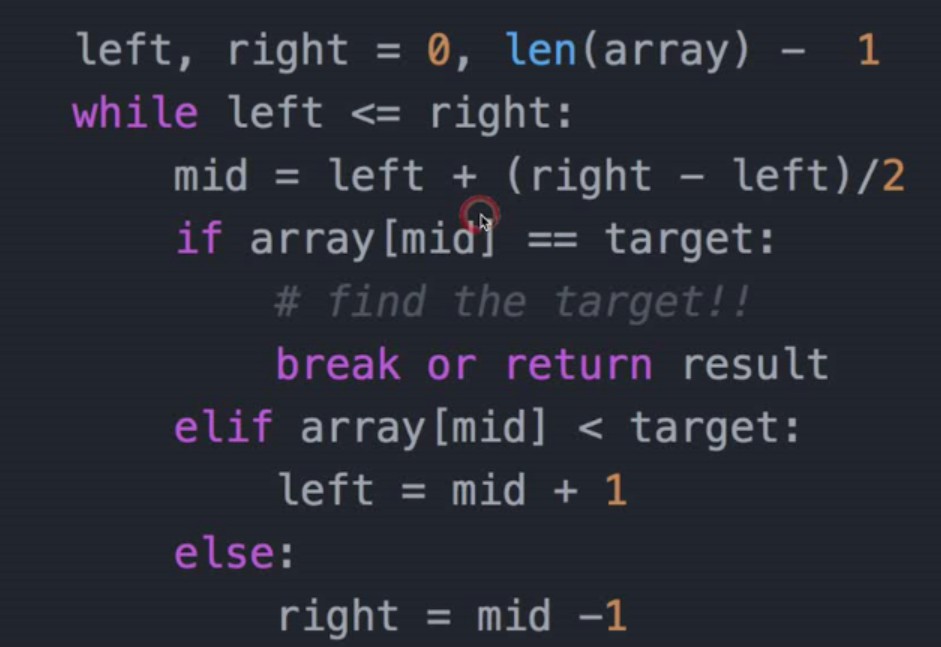 left, right = 0, len(array) -  1
while left <= right:
    mid = left + (right - left)/2
    if array[mid] == target:
        # find the target!!
        break or return result
    elif array[mid] < target:
        left = mid + 1
    else:
        right = mid -1